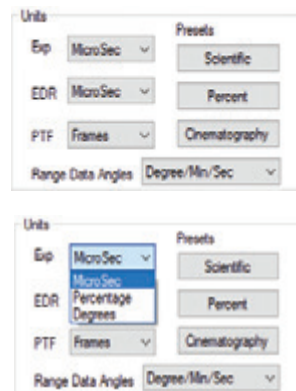 Units
Presets
Exp MicroSec Scientific
EDR MicroSec Percent
PTF Frames Cinematography
Range Data Angles Degree/Min/Sec
Units
Presets
Exp MicroSec Scientific
MicroSec
Percentage
EDR Degrees Percent
PTF Frames Cinematography
Range Data Angles Degree/Min/Sec